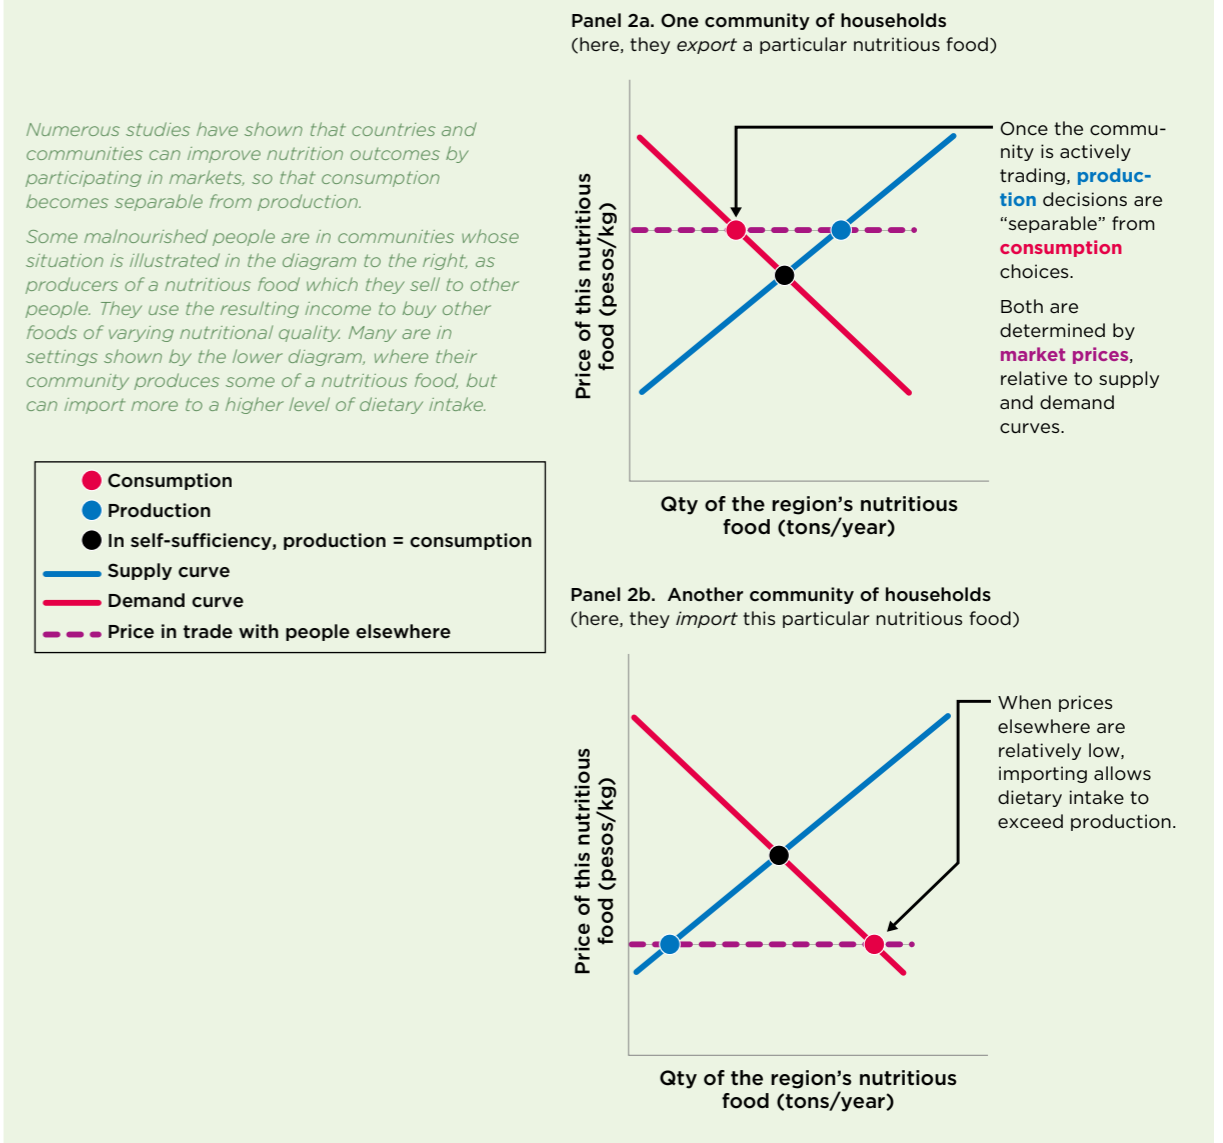 Panel 2a. One community of households
(here, they export a particular nutritious food)
Numerous studies have shown that countries and
communities can improve nutrition outcomes by
participating in markets, so that consumption
becomes separable from production.
Some malnourished people are in communities whose
situation is illustrated in the diagram to the right, as
producers of a nutritious food which they sell to other
people. They use the resulting income to buy other
foods of varying nutritional quality. Many are in
settings shown by the lower diagram, where their
community produces some of a nutritious food, but
can import more to a higher level of dietary intake.
Price of this nutritious
food (pesos/kg)
Once the commu-
nity is actively
trading, produc-
tion decisions are
“separable” from
consumption
choices.
Both are
determined by
market prices,
relative to supply
and demand
curves.
Qty of the region’s nutritious
food (tons/year)
Consumption
Production
In self-sufficiency, production = consumption
Supply curve
Demand curve
Price in trade with people elsewhere
Panel 2b. Another community of households
(here, they import this particular nutritious food)
Price of this nutritious
food (pesos/kg)
When prices
elsewhere are
relatively low,
importing allows
dietary intake to
exceed production.
Qty of the region’s nutritious
food (tons/year)